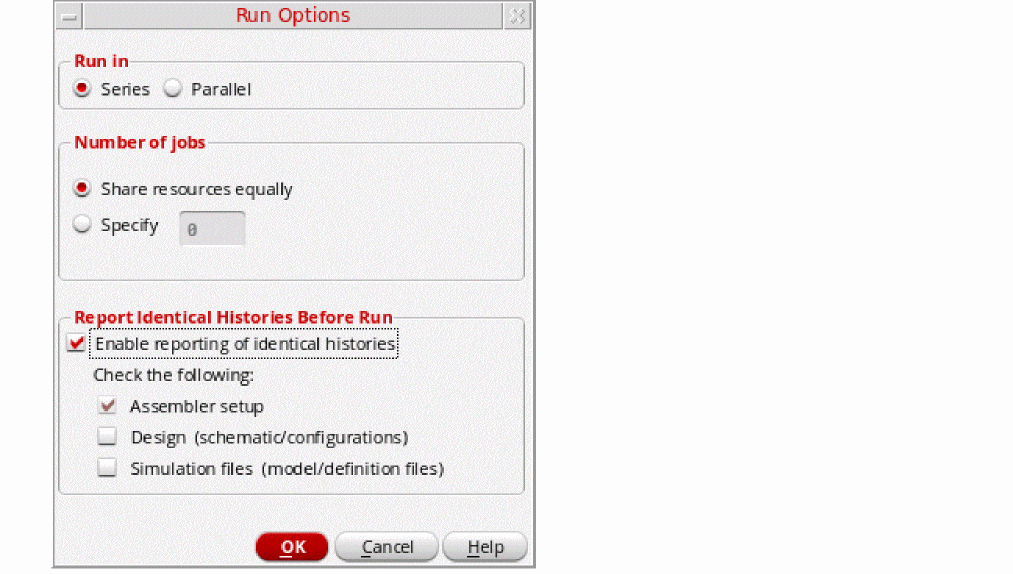 Run Options
Run in
Series Parallel
Number of jobs
Share resources equally
Specify 0
Report Identical Histories Before Run
Enable reporting of identical histories
Check the following:
Assembler setup
Design (schematic/configurations)
Simulation files (model/definition files)
OK Cancel Help